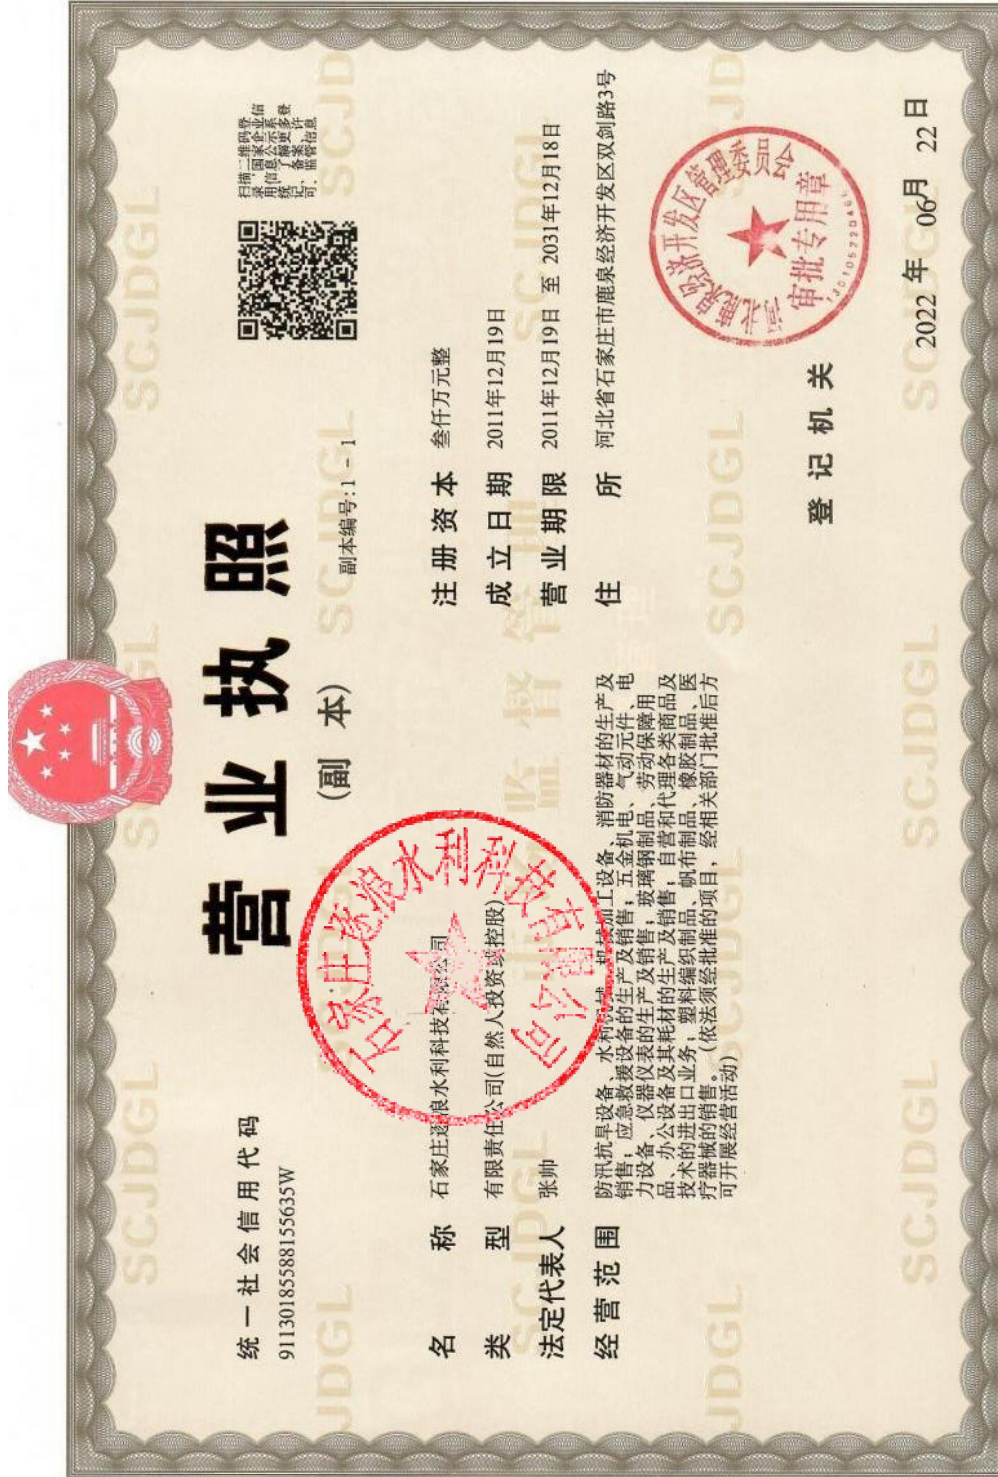 统一社会信用代码
91130185588155635W
营业执照
(副 本)
副本编号:1 - 1
扫描二维码登
录“国家企业信
用信息公示系
统”了解更多登
记、备案、许
可、监管信息
名 称 石家庄逐浪水利科技有限公司
类 型 有限责任公司(自然人投资或控股)
法定代表人 张帅
经营范围 防汛抗旱设备、水利机械、机械加工设备、消防器材的生产及
销售；应急救援设备的生产及销售；五金机电、气动元件、电
力设备、仪器仪表的生产及销售；玻璃钢制品、劳动保障用
品、办公设备及其耗材的生产及销售；自营和代理各类商品及
技术的进出口业务；塑料编织制品、帆布制品、橡胶制品、医
疗器械的销售。（依法须经批准的项目，经相关部门批准后方
可开展经营活动）
注册资本 叁仟万元整
成立日期 2011年12月19日
营业期限 2011年12月19日 至 2031年12月18日
住 所 河北省石家庄市鹿泉经济开发区双剑路3号
登记机关
2022 年 06月 22 日
石家庄逐浪水利科技有限公司
河北鹿泉经济开发区管理委员会
审批专用章
SCJDGL